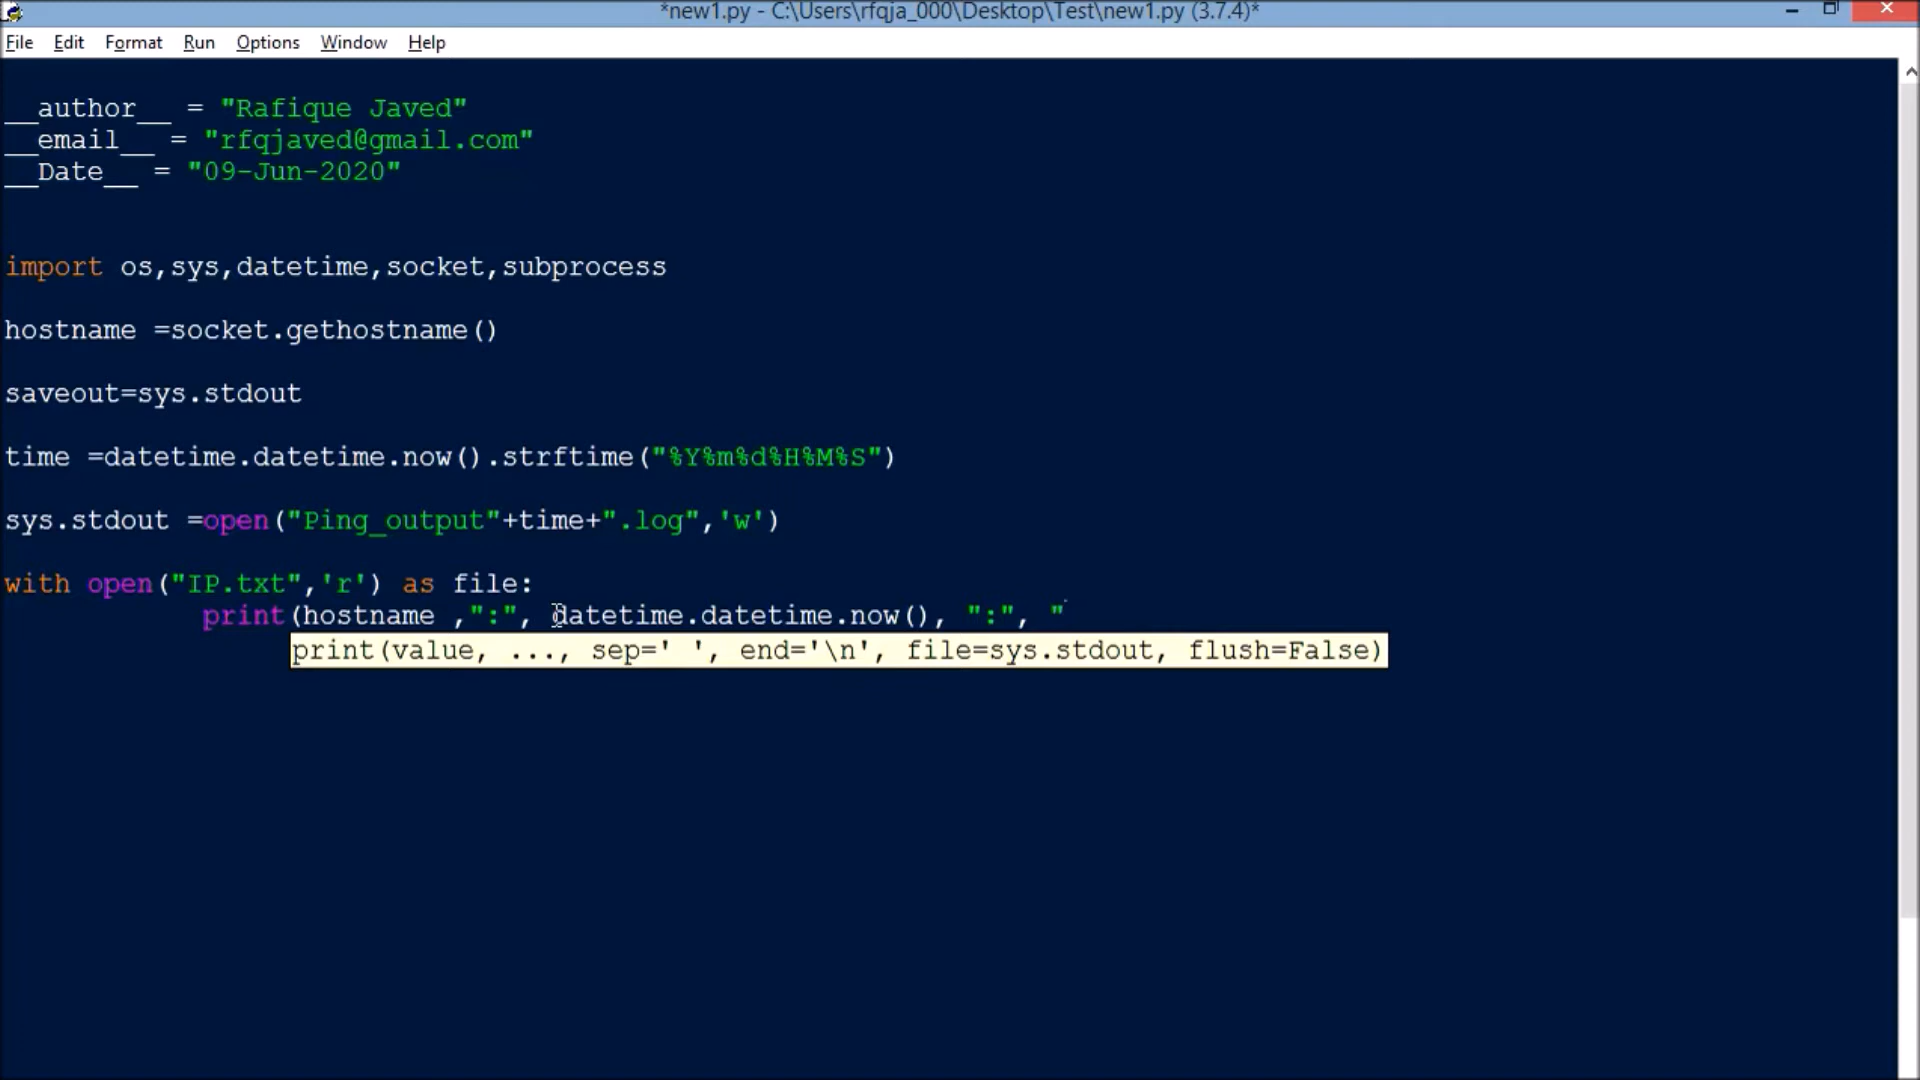 *new1.py - C:\Users\rfqja_000\Desktop\Test\new1.py (3.7.4)*
File Edit Format Run Options Window Help
__author__ = "Rafique Javed"
__email__ = "rfqjaved@gmail.com"
__Date__ = "09-Jun-2020"
import os,sys,datetime,socket,subprocess
hostname =socket.gethostname()
saveout=sys.stdout
time =datetime.datetime.now().strftime("%Y%m%d%H%M%S")
sys.stdout =open("Ping_output"+time+".log",'w')
with open("IP.txt",'r') as file:
print(hostname ,":", datetime.datetime.now(), ":", "
print(value, ..., sep=' ', end='\n', file=sys.stdout, flush=False)